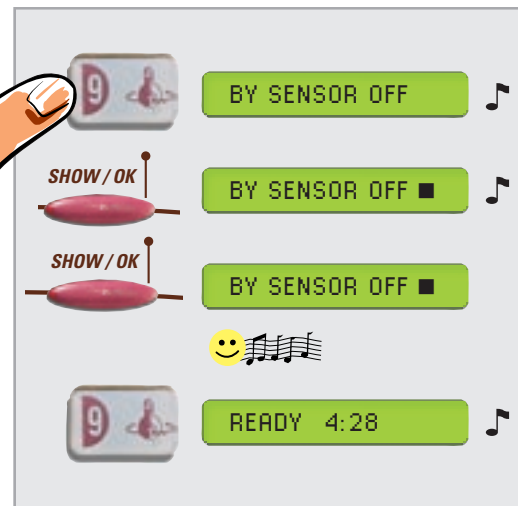 9
BY SENSOR OFF
SHOW/OK
BY SENSOR OFF ■
SHOW/OK
BY SENSOR OFF ■
9
READY 4:28